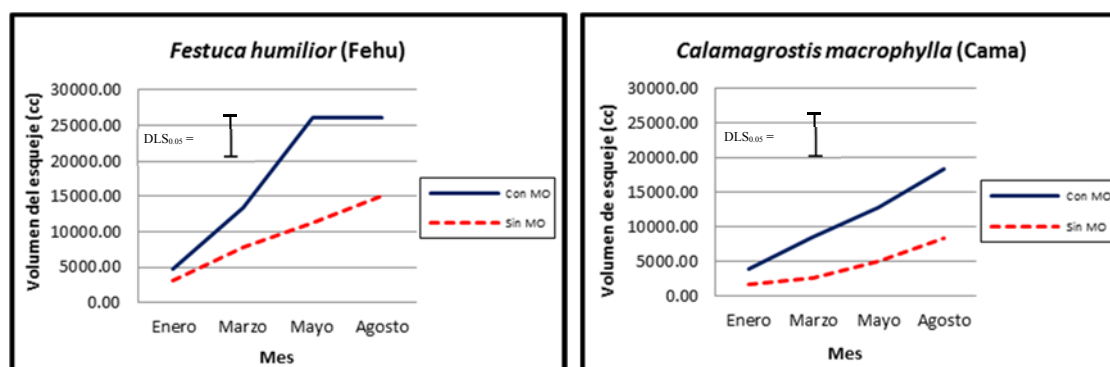 Festuca humilior (Fehu)
Volumen del esqueje (cc)
30000.00
25000.00
20000.00
15000.00
10000.00
5000.00
0.00
DLS0.05 =
Enero Marzo Mayo Agosto
Mes
Con MO
Sin MO
Calamagrostis macrophylla (Cama)
Volumen de esqueje (cc)
30000.00
25000.00
20000.00
15000.00
10000.00
5000.00
0.00
DLS0.05 =
Enero Marzo Mayo Agosto
Mes
Con MO
Sin MO